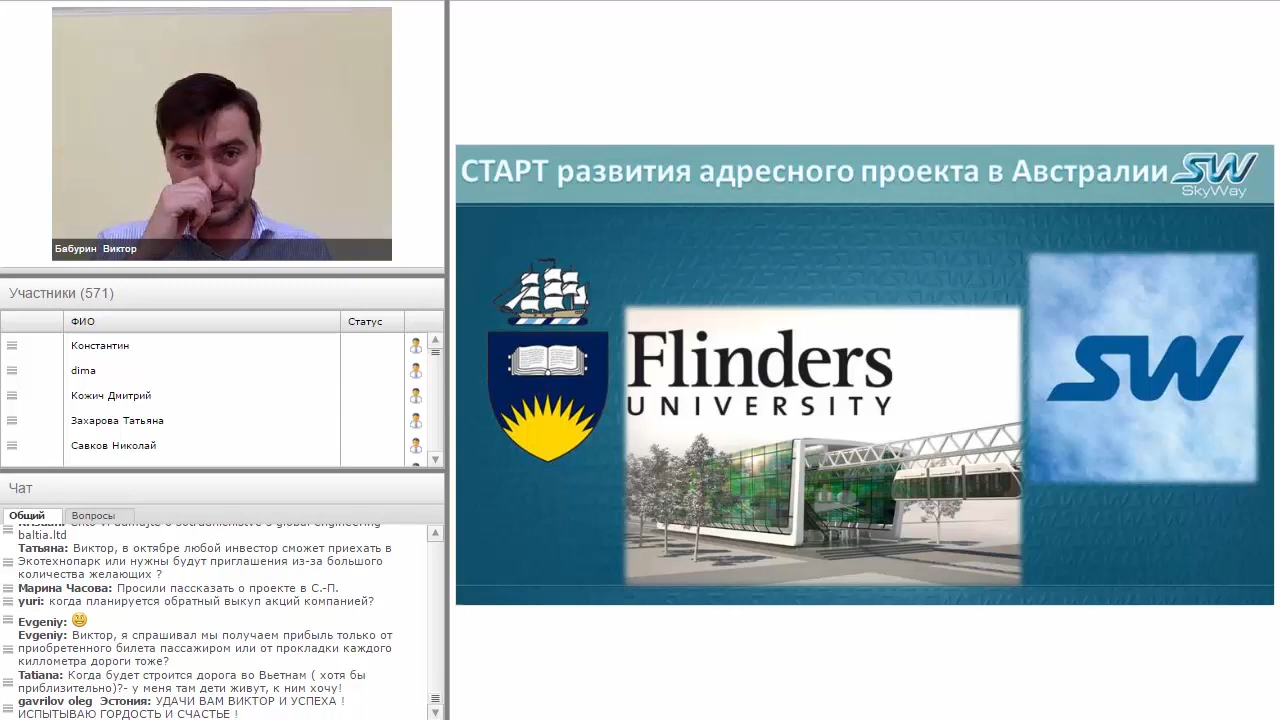 Бабурин Виктор
Участники (571)
ФИО Статус
Константин
dima
Кожич Дмитрий
Захарова Татьяна
Савков Николай
Чат
Общий Вопросы
baltia.ltd
Татьяна: Виктор, в октябре любой инвестор сможет приехать в
Экотехнопарк или нужны будут приглашения из-за большого
количества желающих ?
Марина Часова: Просили рассказать о проекте в С.-П.
yuri: когда планируется обратный выкуп акций компанией?
Evgeniy:
Evgeniy: Виктор, я спрашивал мы получаем прибыль только от
приобретенного билета пассажиром или от прокладки каждого
киллометра дороги тоже?
Tatiana: Когда будет строится дорога во Вьетнам ( хотя бы
приблизительно)?- у меня там дети живут, к ним хочу!
gavrilov oleg Эстония: УДАЧИ ВАМ ВИКТОР И УСПЕХА !
ИСПЫТЫВАЮ ГОРДОСТЬ И СЧАСТЬЕ !
СТАРТ развития адресного проекта в Австралии
SW
SkyWay
Flinders
UNIVERSITY
SW